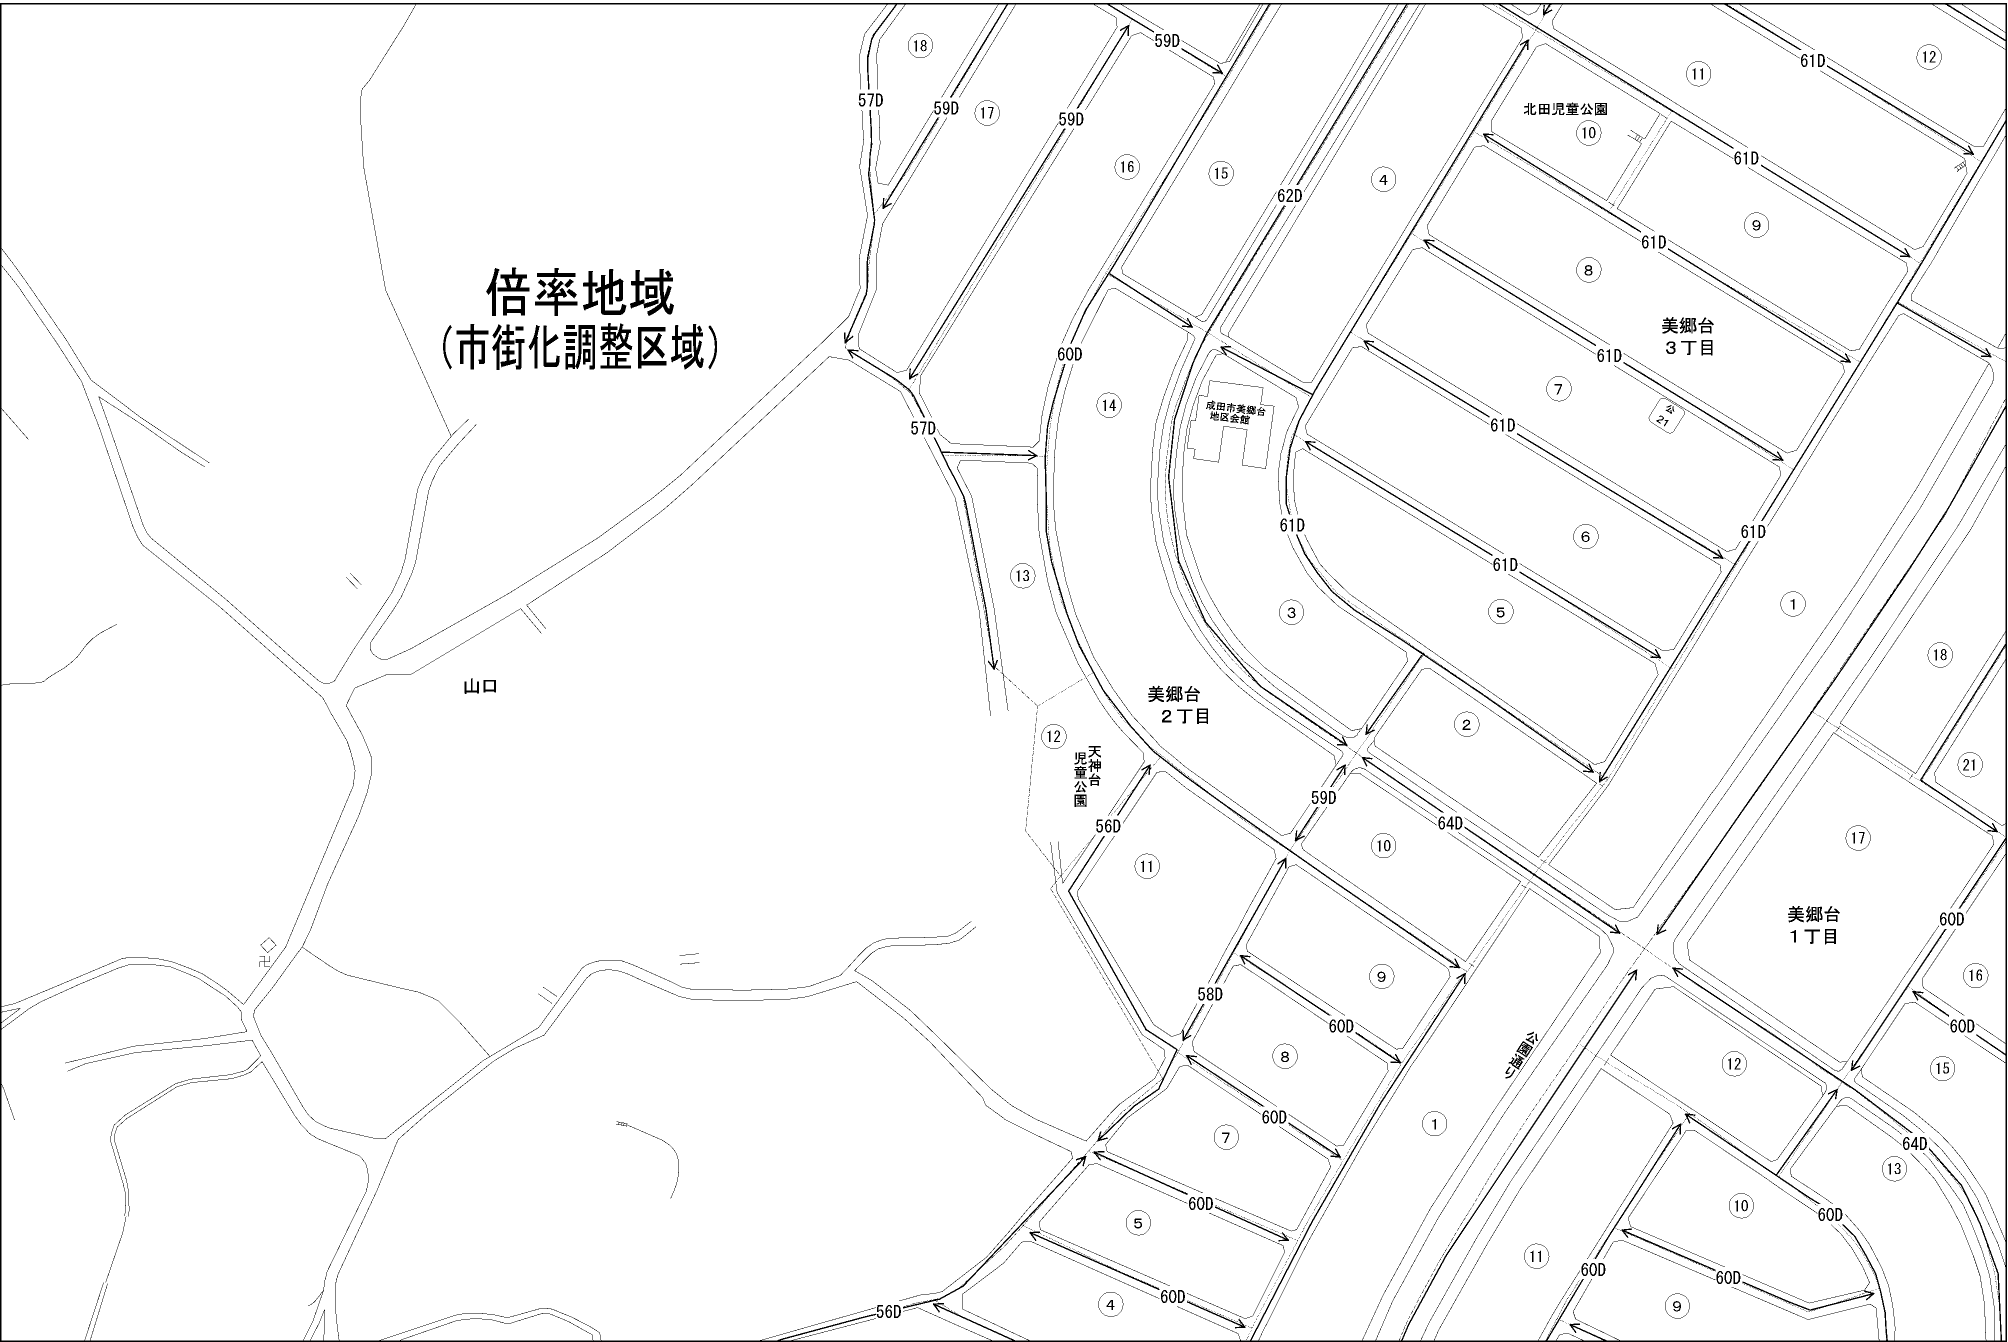 ⑱
57D
59D
⑰
59D
59D
⑯
⑮
62D
④
北田児童公園
⑩
⑪
61D
⑫
61D
⑨
61D
⑧
美郷台
3丁目
61D
⑦
公
21
61D
⑥
61D
⑤
61D
61D
①
倍率地域
(市街化調整区域)
60D
⑭
成田市美郷台
地区会館
57D
⑬
③
山口
美郷台
2丁目
⑫
天神台
児童公園
②
⑱
㉑
⑰
美郷台
1丁目
60D
⑯
60D
⑮
56D
⑪
59D
⑩
64D
⑨
58D
60D
⑧
60D
⑦
公園通り
①
⑫
64D
⑬
60D
⑤
⑩
60D
⑪
60D
60D
60D
④
56D
⑨